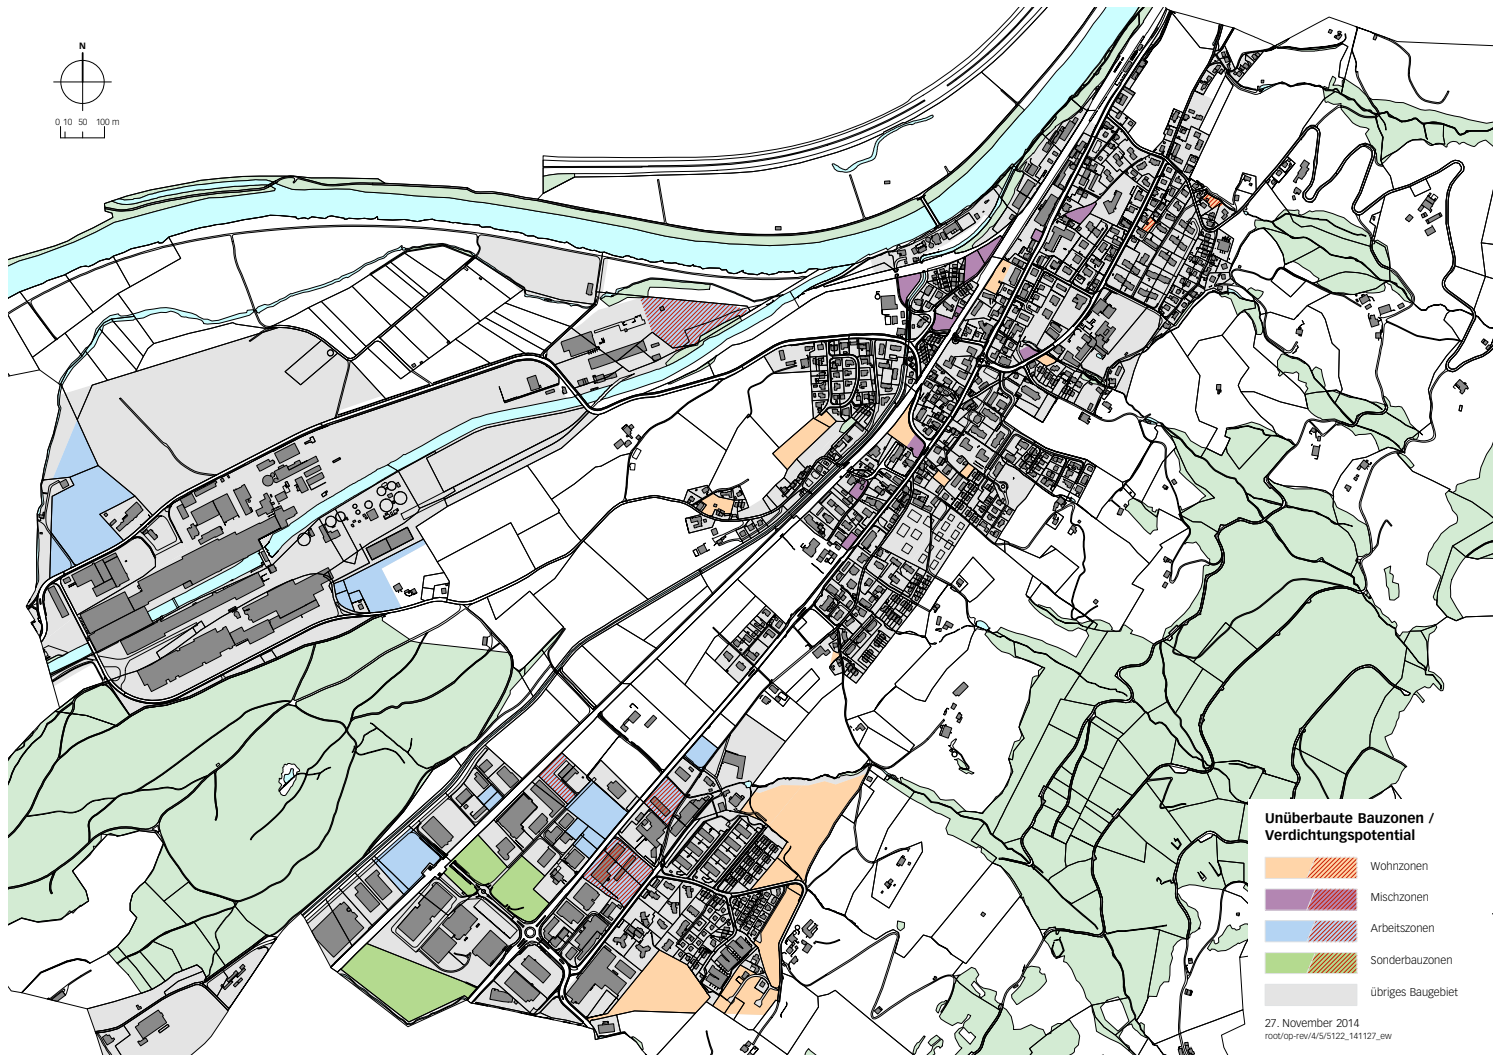 N
0 10 50 100 m
Unüberbaute Bauzonen /
Verdichtungspotential
Wohnzonen
Mischzonen
Arbeitszonen
Sonderbauzonen
übriges Baugebiet
27. November 2014
root/op-rev/4/5/5122_141127_ew